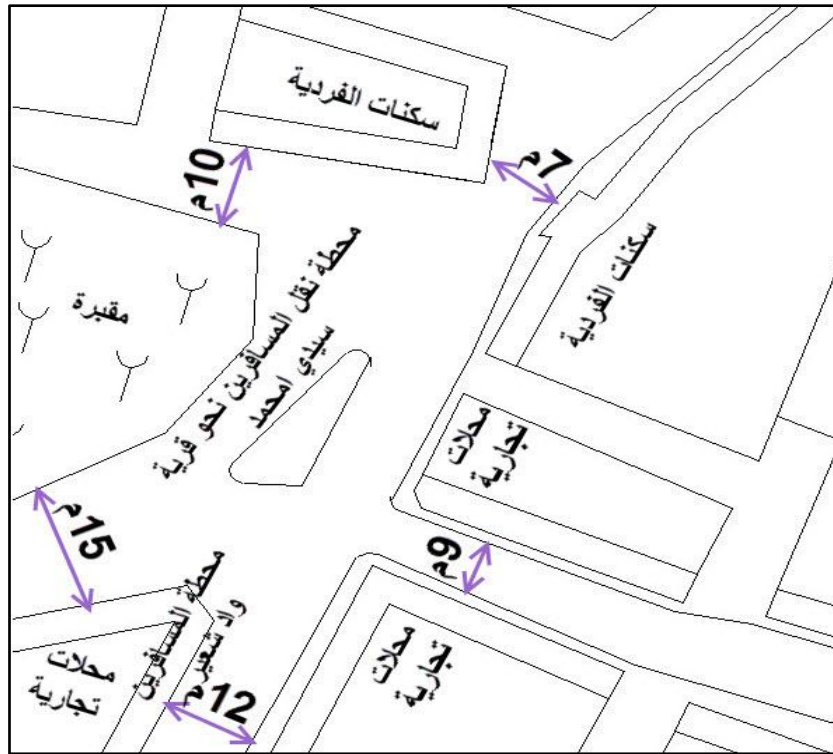 سكنات الفردية
10م
7م
سكنات الفردية
مقبرة
محطة نقل المسافرين نحو قرية
سيدي امحمد
محلات
تجارية
15م
9م
محطة المسافرين
واد شعير
محلات
تجارية
محلات
تجارية
12م